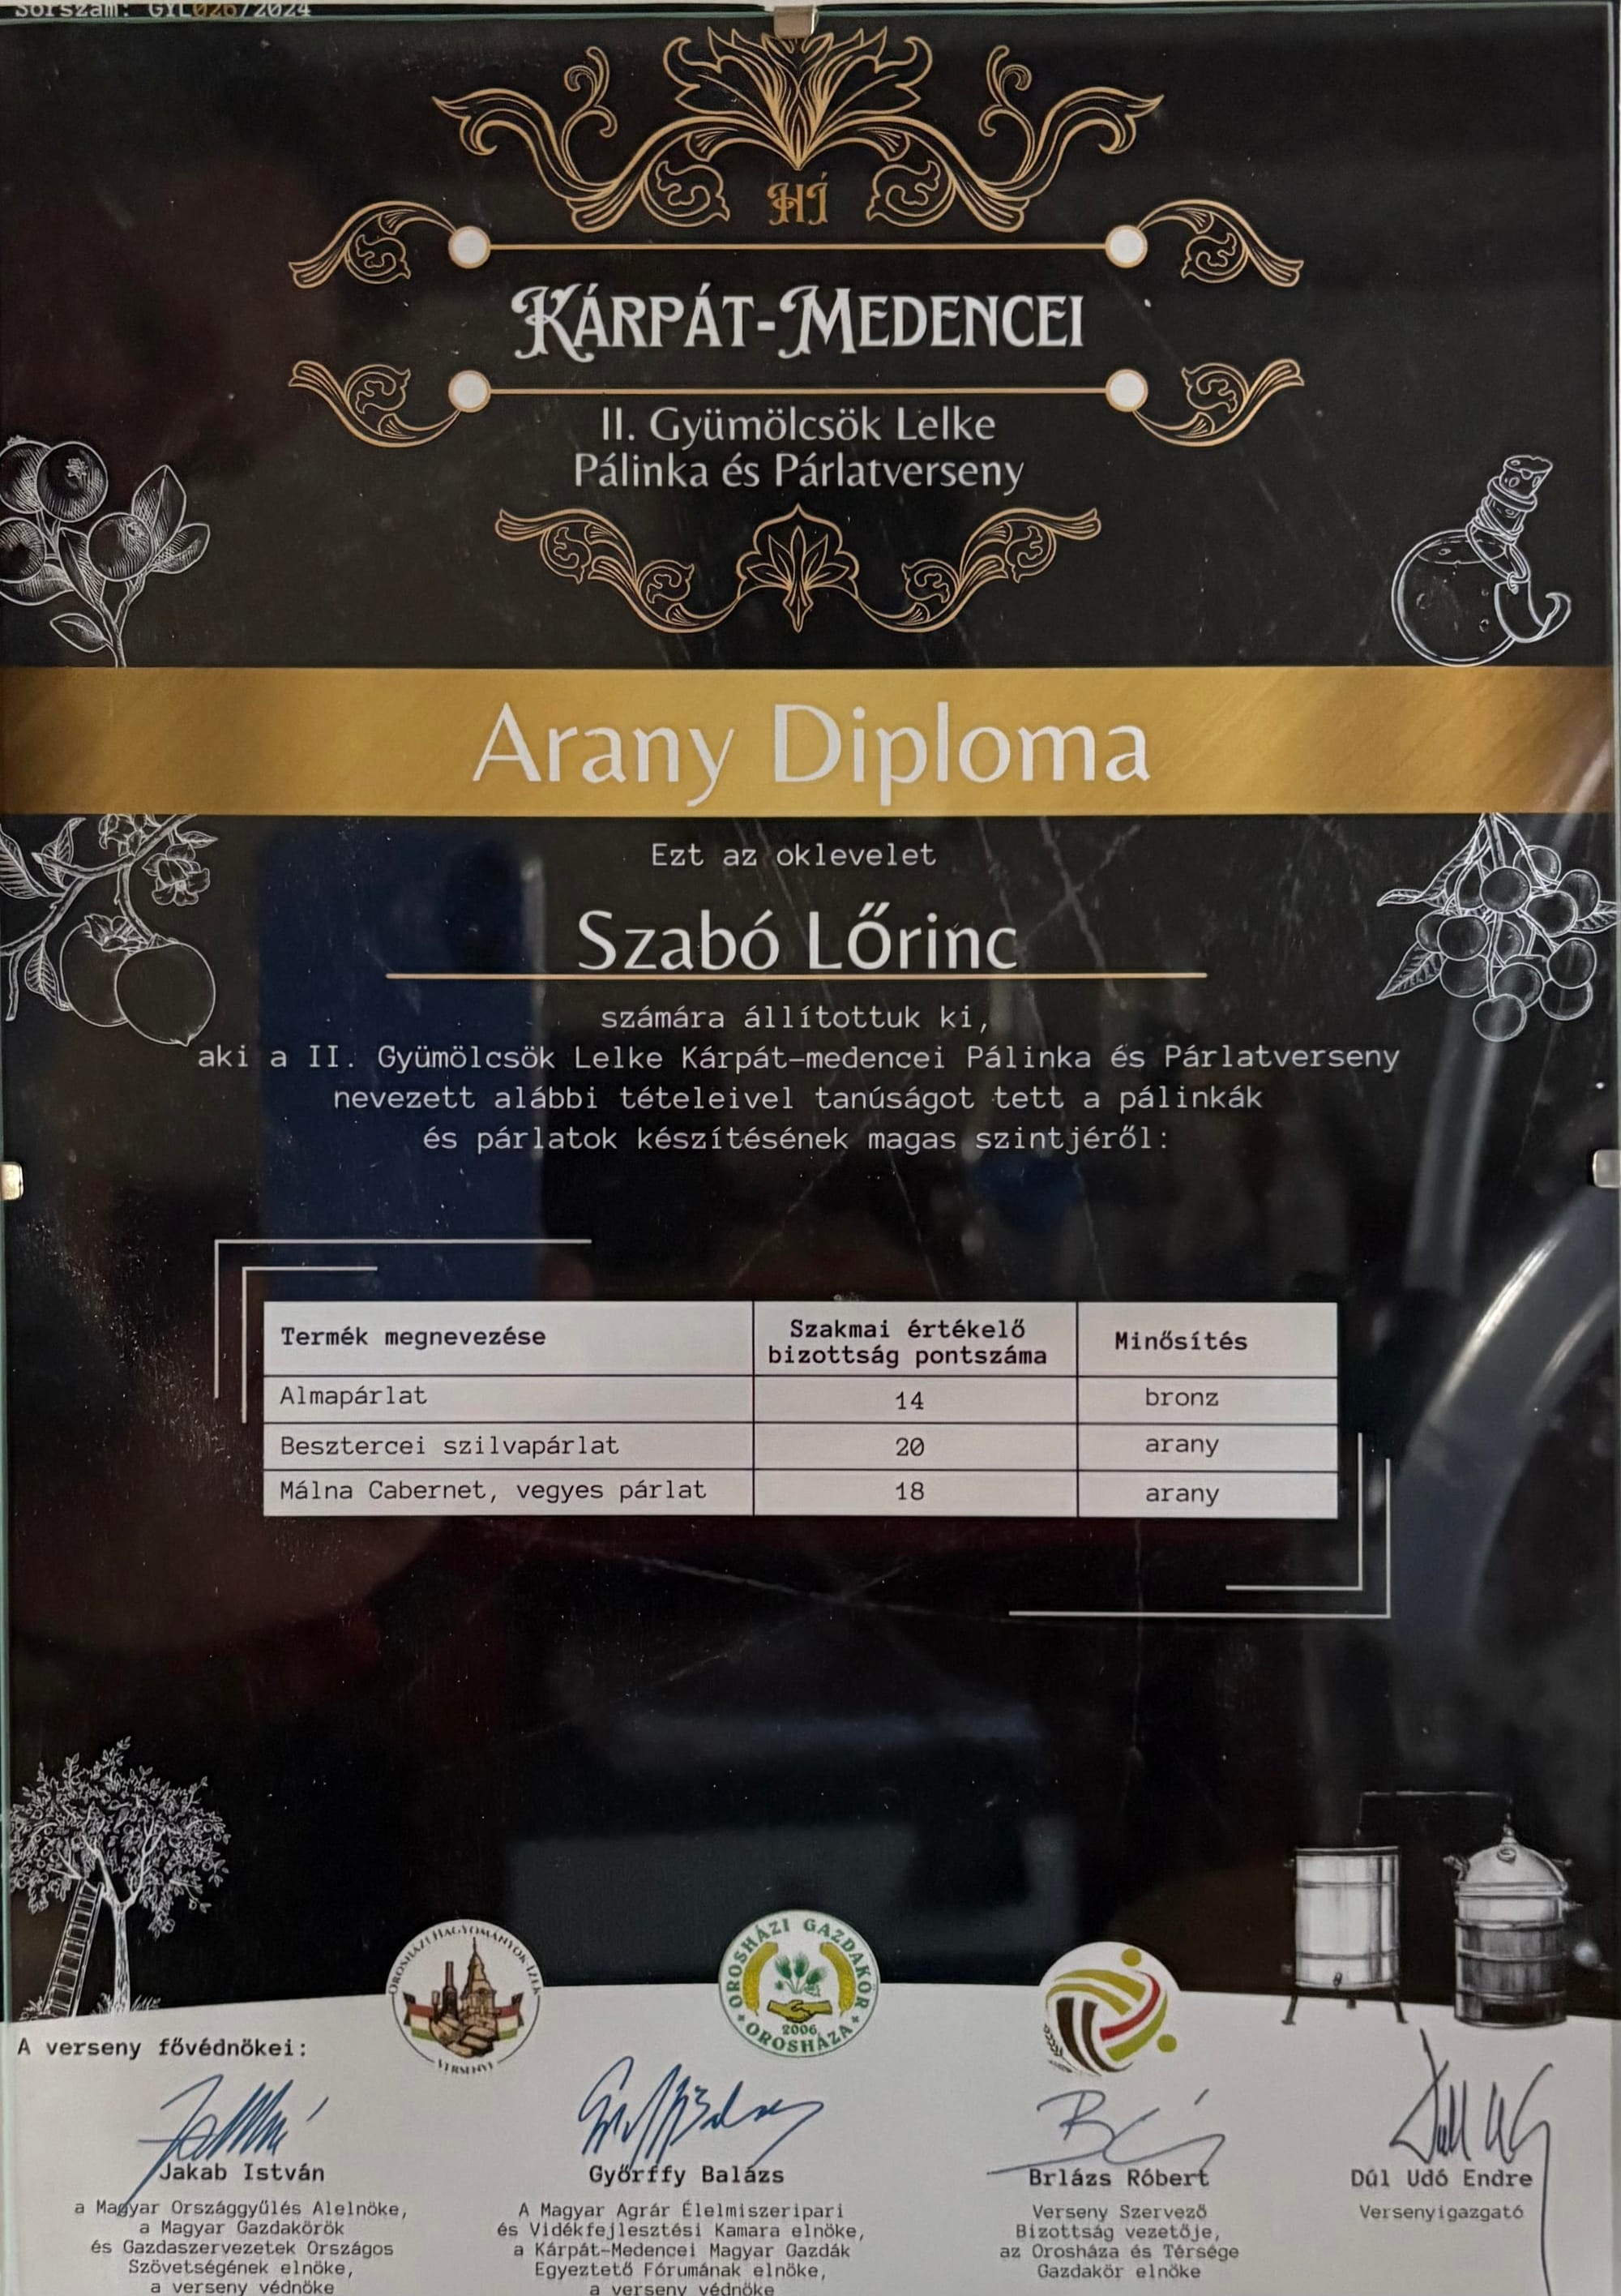 Sorszám: GYL026/2024
HÍ
KÁRPÁT-MEDENCEI
II. Gyümölcsök Lelke
Pálinka és Párlatverseny
Arany Diploma
Ezt az oklevelet
Szabó Lőrinc
számára állítottuk ki,
aki a II. Gyümölcsök Lelke Kárpát-medencei Pálinka és Párlatverseny
nevezett alábbi tételeivel tanúságot tett a pálinkák
és párlatok készítésének magas szintjéről:
Termék megnevezése Szakmai értékelő bizottság pontszáma Minősítés
Almapárlat 14 bronz
Besztercei szilvapárlat 20 arany
Málna Cabernet, vegyes párlat 18 arany
OROSHÁZI HAGYOMÁNYOK ÍZEK
VERSENYE
OROSHÁZI GAZDAKÖR
2006
OROSHÁZA
A verseny fővédnökei:
Jakab István
a Magyar Országgyűlés Alelnöke,
a Magyar Gazdakörök
és Gazdaszervezetek Országos
Szövetségének elnöke,
a verseny védnöke
Győrffy Balázs
A Magyar Agrár Élelmiszeripari
és Vidékfejlesztési Kamara elnöke,
a Kárpát-Medencei Magyar Gazdák
Egyeztető Fórumának elnöke,
a verseny védnöke
Brlázs Róbert
Verseny Szervező
Bizottság vezetője,
az Orosháza és Térsége
Gazdakör elnöke
Dúl Udó Endre
Versenyigazgató